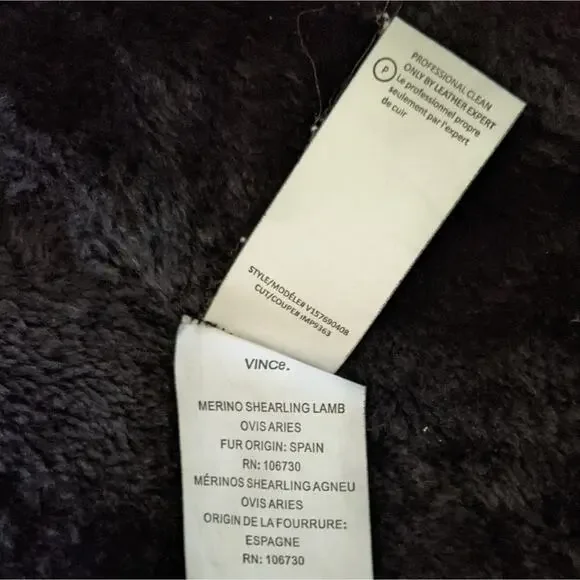 PROFESSIONAL CLEAN
ONLY BY LEATHER EXPERT
P
Le professionnel propre
seulement par l'expert
de cuir
STYLE/MODÉLE# V157690408
CUT/COUPE# IMP9363
VINCe.
MERINO SHEARLING LAMB
OVIS ARIES
FUR ORIGIN: SPAIN
RN: 106730
MÉRINOS SHEARLING AGNEU
OVIS ARIES
ORIGIN DE LA FOURRURE:
ESPAGNE
RN: 106730